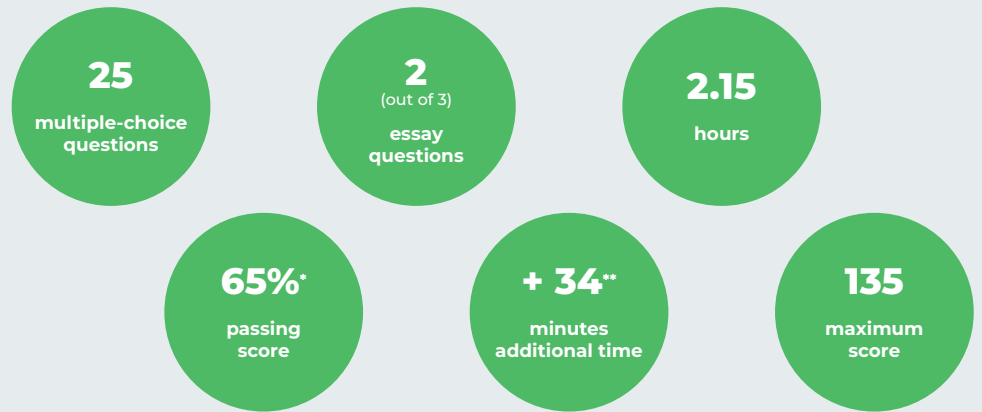 25
multiple-choice
questions
2
(out of 3)
essay
questions
2.15
hours
65%*
passing
score
+ 34**
minutes
additional time
135
maximum
score